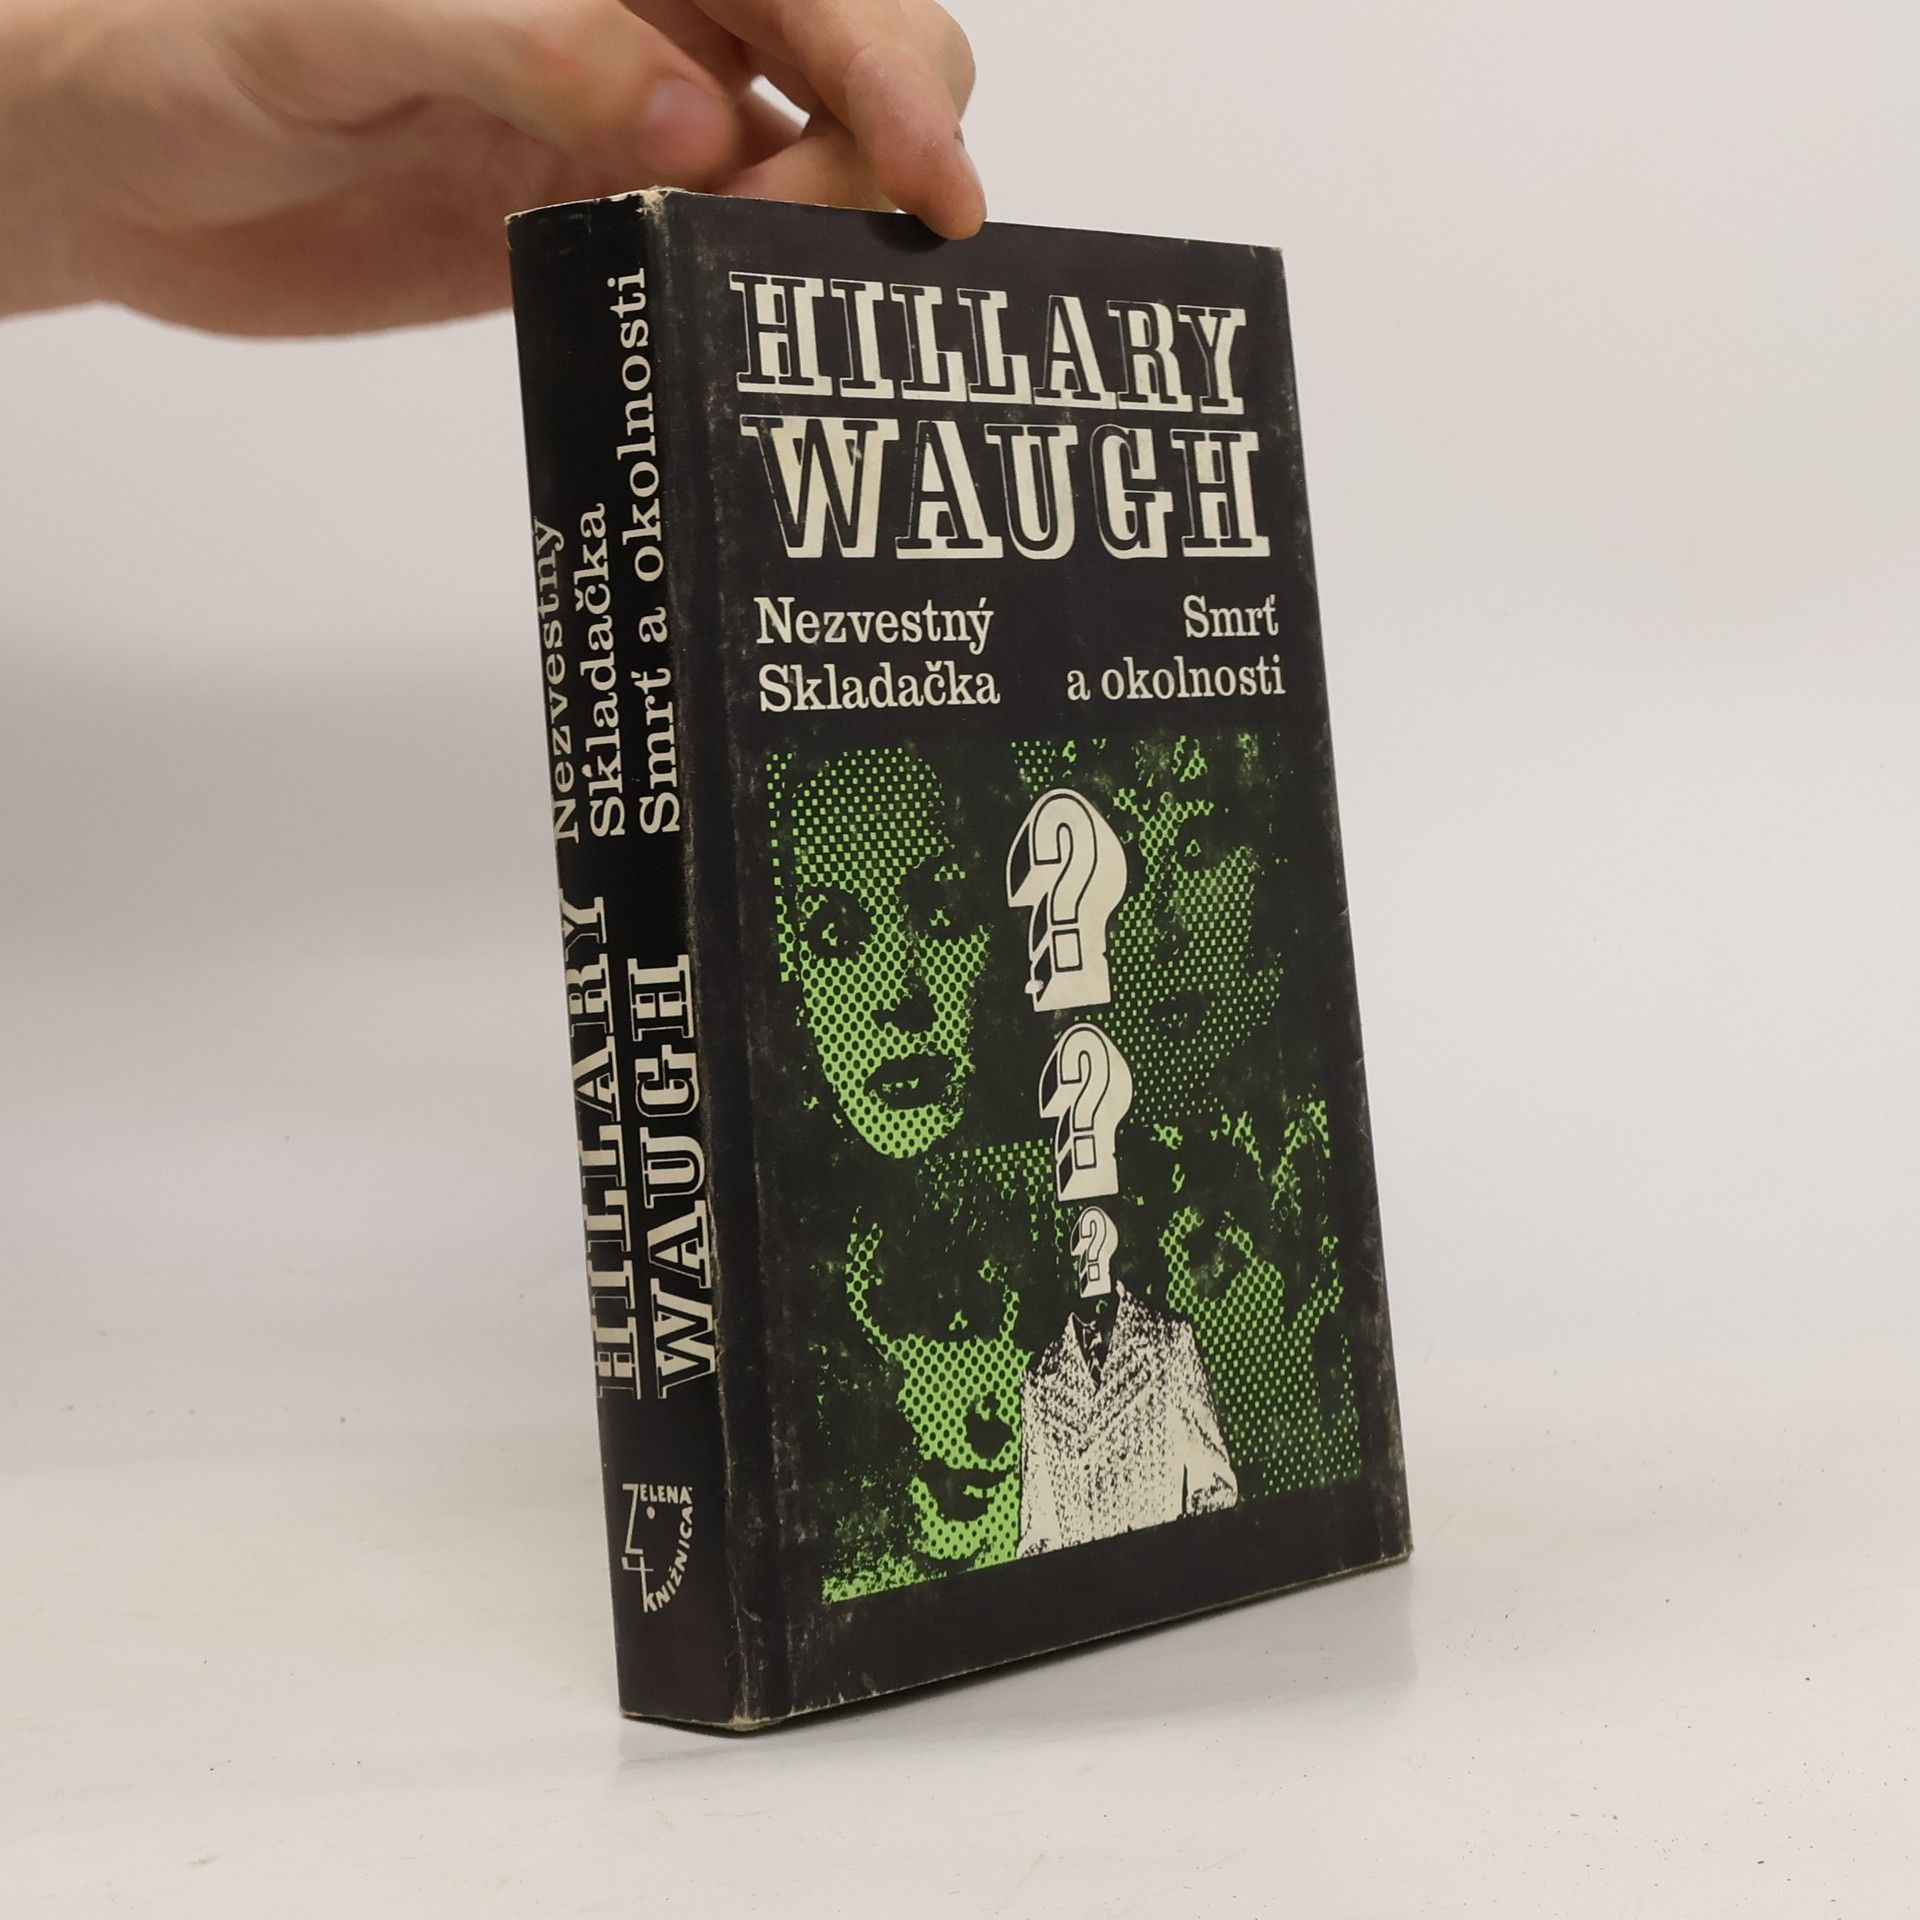 HILLARY
WAUGH
Nezvestný
Skladačka
Smrť
a okolnosti
?
?
?
Nezvestný
Skladačka
Smrť a okolnosti
HILLARY
WAUGH
ZELENÁ
KNIŽNICA